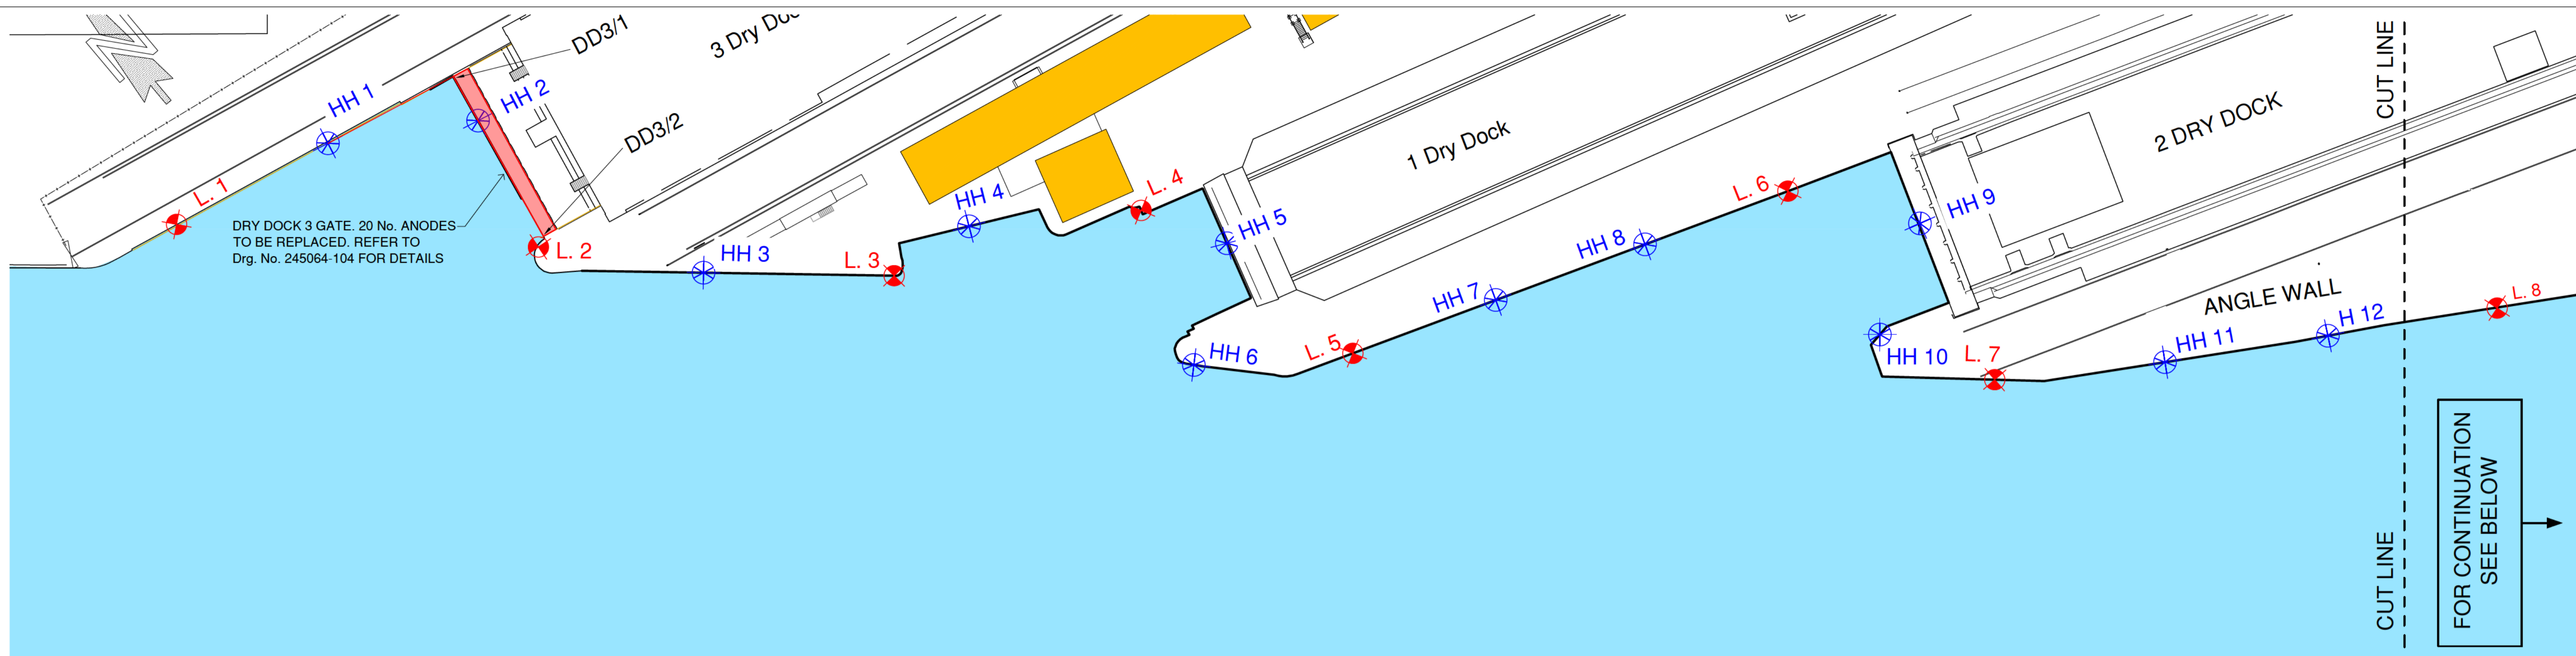 DD3/1
3 Dry Doc
CUT LINE
HH 1
HH 2
DD3/2
L. 1
DRY DOCK 3 GATE. 20 No. ANODES
TO BE REPLACED. REFER TO
Drg. No. 245064-104 FOR DETAILS
L. 2
HH 3
L. 3
HH 4
L. 4
HH 5
1 Dry Dock
HH 6
L. 5
HH 7
HH 8
L. 6
HH 9
2 DRY DOCK
HH 10
L. 7
ANGLE WALL
HH 11
H 12
L. 8
CUT LINE
FOR CONTINUATION
SEE BELOW